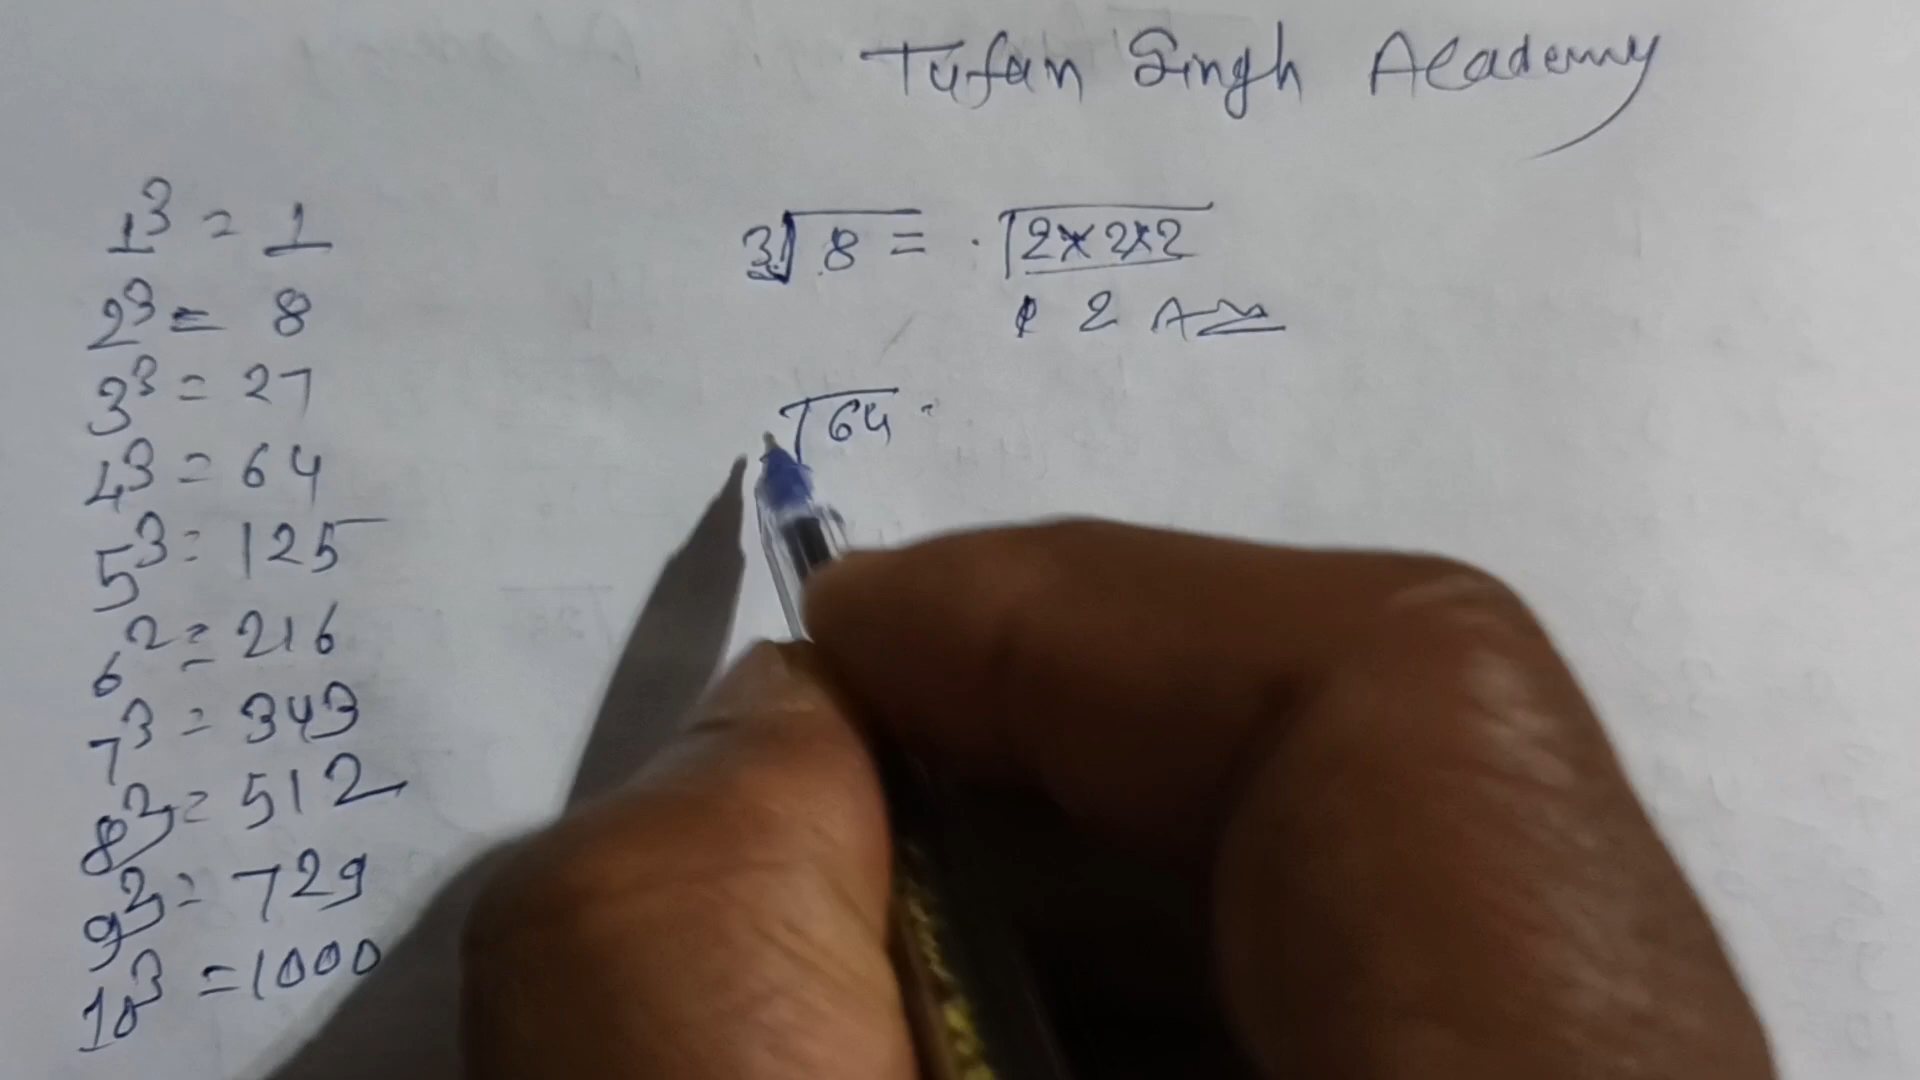 Tufan Singh Academy
1³ = 1
2³ = 8
3³ = 27
4³ = 64
5³ = 125
6² = 216
7³ = 343
8³ = 512
9³ = 729
10³ = 1000
3√8 = √2×2×2
2 Ans
√64